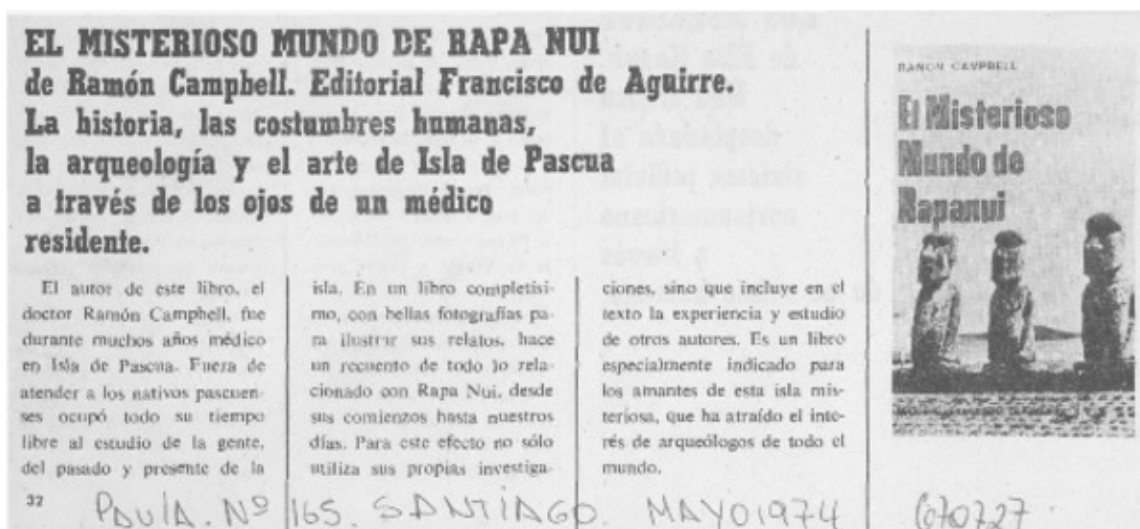 EL MISTERIOSO MUNDO DE RAPA NUI
de Ramón Campbell. Editorial Francisco de Aguirre.
La historia, las costumbres humanas,
la arqueología y el arte de Isla de Pascua
a través de los ojos de un médico
residente.
El autor de este libro, el
doctor Ramón Campbell, fue
durante muchos años médico
en Isla de Pascua. Fuera de
atender a los nativos pascuen-
ses ocupó todo su tiempo
libre al estudio de la gente,
del pasado y presente de la
isla. En un libro completísi-
mo, con bellas fotografías pa-
ra ilustrar sus relatos, hace
un recuento de todo lo rela-
cionado con Rapa Nui, desde
sus comienzos hasta nuestros
días. Para este efecto no sólo
utiliza sus propias investiga-
ciones, sino que incluye en el
texto la experiencia y estudio
de otros autores. Es un libro
especialmente indicado para
los amantes de esta isla mis-
teriosa, que ha atraído el inte-
rés de arqueólogos de todo el
mundo.
RAMON CAMPBELL
El Misterioso
Mundo de
Rapanui
32
PAULA. Nº 165. SANTIAGO. MAYO 1974
670727